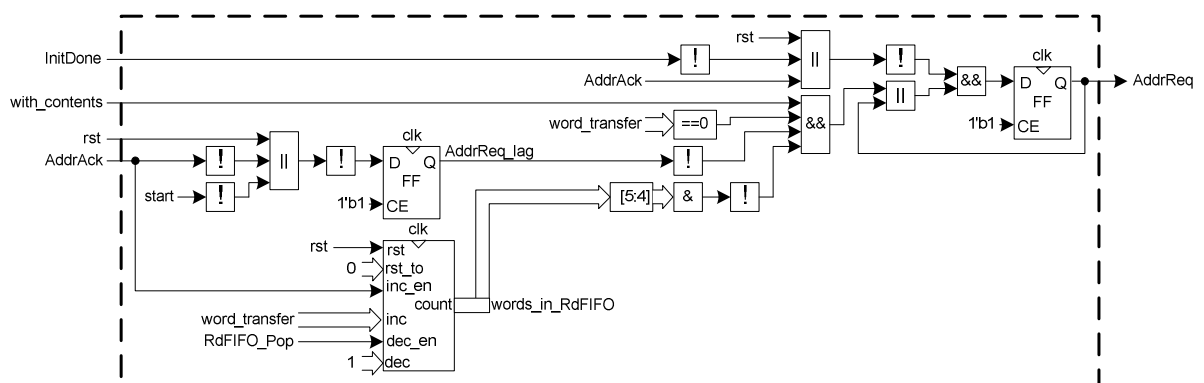 rst
clk
InitDone
!
||
!
D Q
AddrReq
AddrAck
||
&&
FF
with_contents
1'b1
CE
word_transfer
==0
&&
rst
clk
AddrAck
!
||
!
D Q
AddrReq_lag
!
FF
start
!
1'b1
CE
[5:4]
&
!
clk
rst
rst
0
rst_to
inc_en
count
words_in_RdFIFO
word_transfer
inc
RdFIFO_Pop
dec_en
1
dec